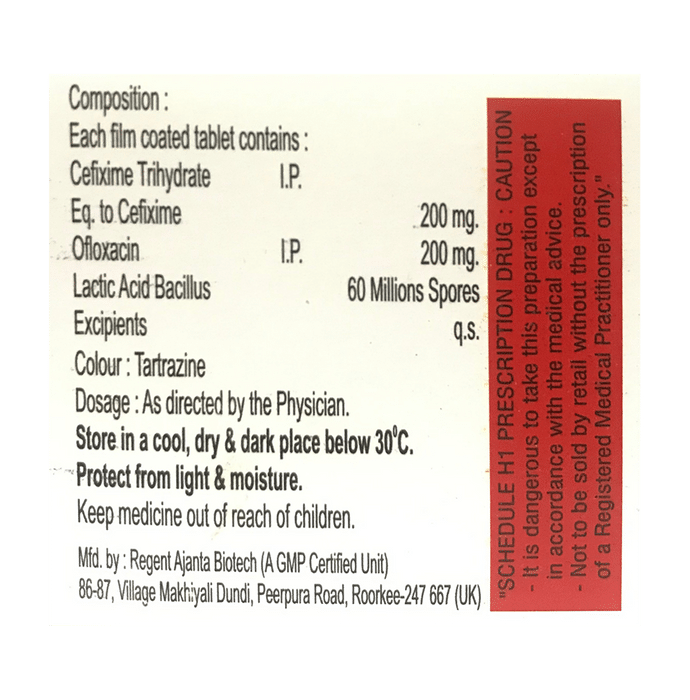 Composition :
Each film coated tablet contains :
Cefixime Trihydrate I.P.
Eq. to Cefixime 200 mg.
Ofloxacin I.P. 200 mg.
Lactic Acid Bacillus 60 Millions Spores
Excipients q.s.
Colour : Tartrazine
Dosage : As directed by the Physician.
Store in a cool, dry & dark place below 30⁰C.
Protect from light & moisture.
Keep medicine out of reach of children.
Mfd. by : Regent Ajanta Biotech (A GMP Certified Unit)
86-87, Village Makhiyali Dundi, Peerpura Road, Roorkee-247 667 (UK)
"SCHEDULE H1 PRESCRIPTION DRUG : CAUTION
- It is dangerous to take this preparation except
in accordance with the medical advice.
- Not to be sold by retail without the prescription
of a Registered Medical Practitioner only."